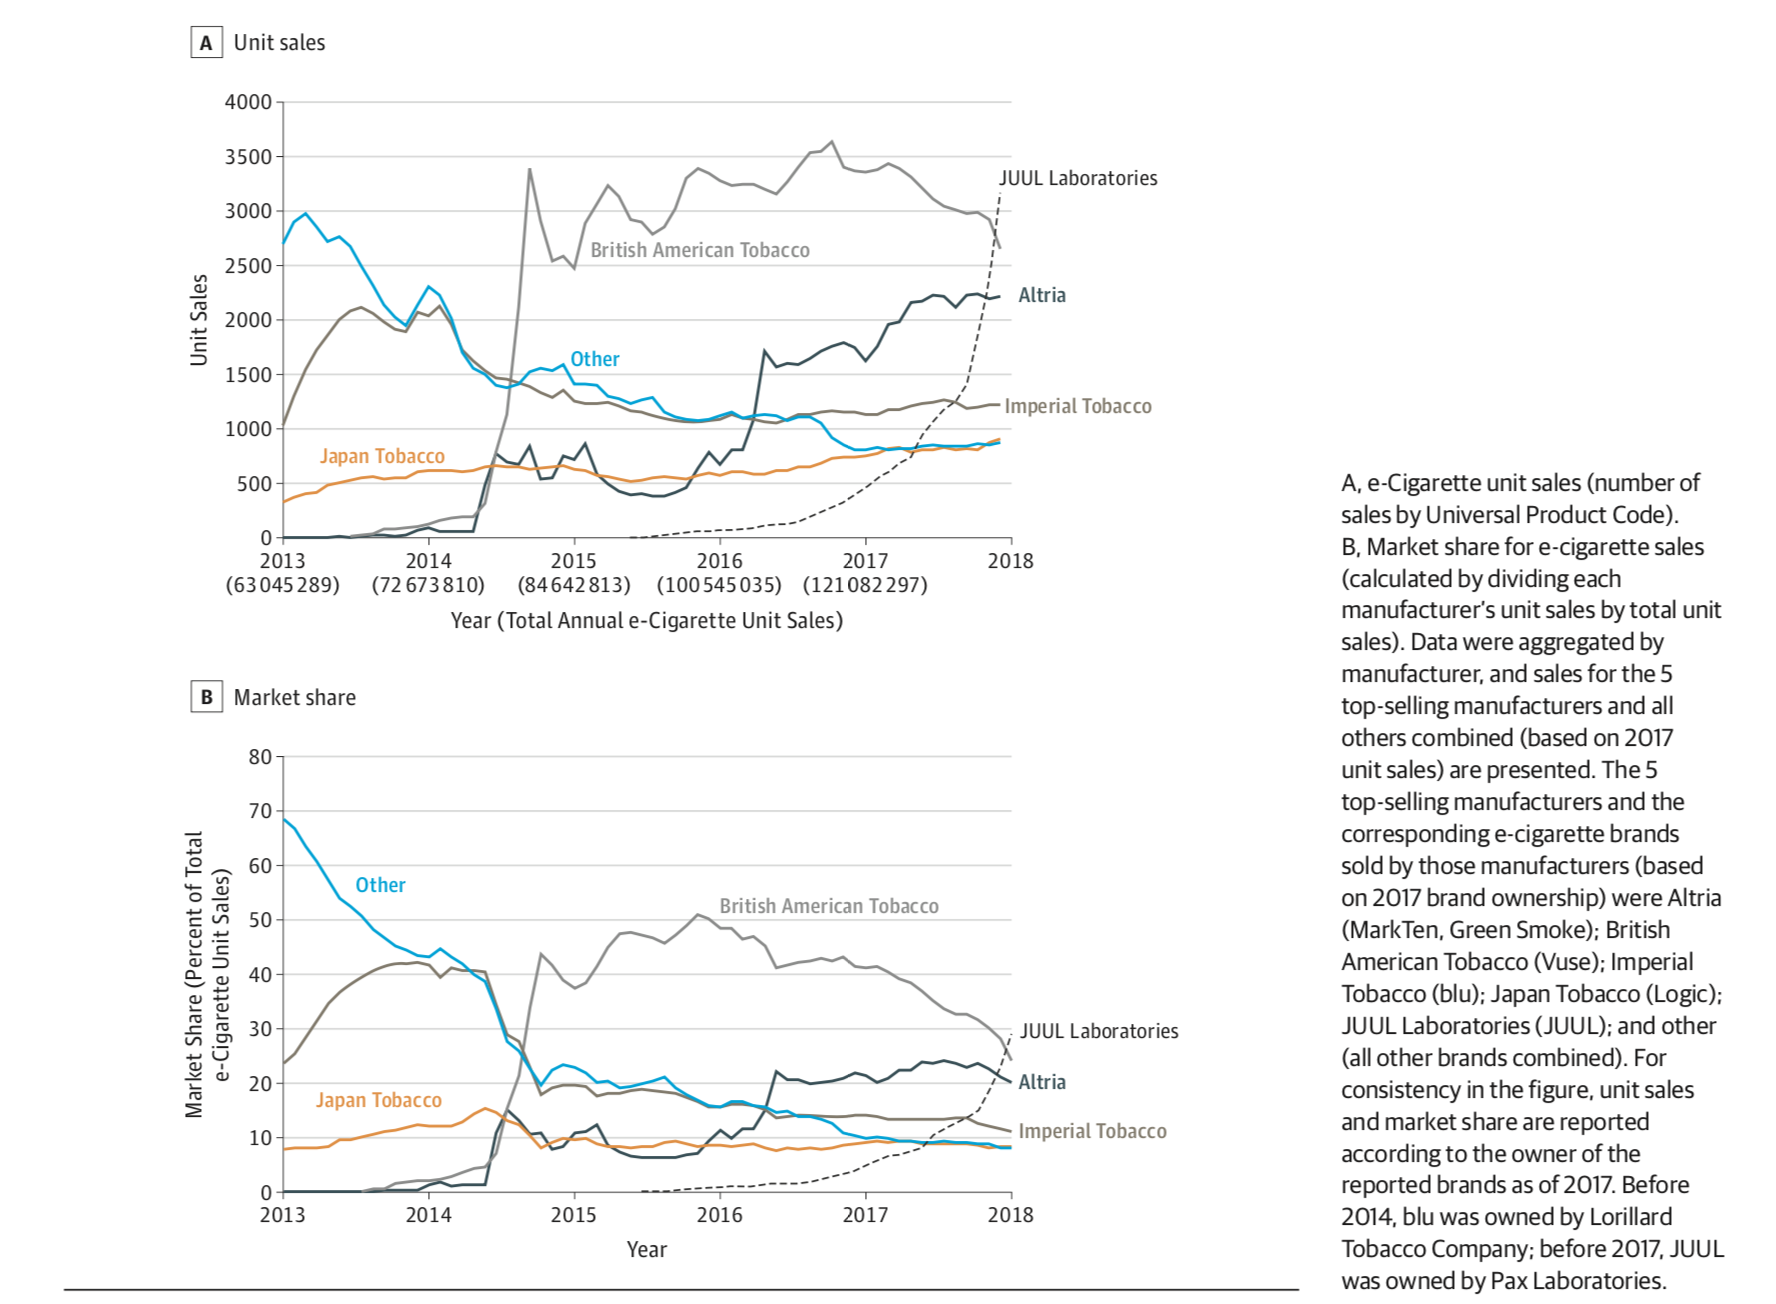 A Unit sales
4000
3500
3000
2500
2000
1500
1000
500
0
Unit Sales
JUUL Laboratories
British American Tobacco
Altria
Other
Imperial Tobacco
Japan Tobacco
2013 2014 2015 2016 2017 2018
(63 045 289) (72 673 810) (84 642 813) (100 545 035) (121 082 297)
Year (Total Annual e-Cigarette Unit Sales)
B Market share
80
70
60
50
40
30
20
10
0
Market Share (Percent of Total
e-Cigarette Unit Sales)
Other
British American Tobacco
JUUL Laboratories
Altria
Japan Tobacco
Imperial Tobacco
2013 2014 2015 2016 2017 2018
Year
A, e-Cigarette unit sales (number of
sales by Universal Product Code).
B, Market share for e-cigarette sales
(calculated by dividing each
manufacturer's unit sales by total unit
sales). Data were aggregated by
manufacturer, and sales for the 5
top-selling manufacturers and all
others combined (based on 2017
unit sales) are presented. The 5
top-selling manufacturers and the
corresponding e-cigarette brands
sold by those manufacturers (based
on 2017 brand ownership) were Altria
(MarkTen, Green Smoke); British
American Tobacco (Vuse); Imperial
Tobacco (blu); Japan Tobacco (Logic);
JUUL Laboratories (JUUL); and other
(all other brands combined). For
consistency in the figure, unit sales
and market share are reported
according to the owner of the
reported brands as of 2017. Before
2014, blu was owned by Lorillard
Tobacco Company; before 2017, JUUL
was owned by Pax Laboratories.